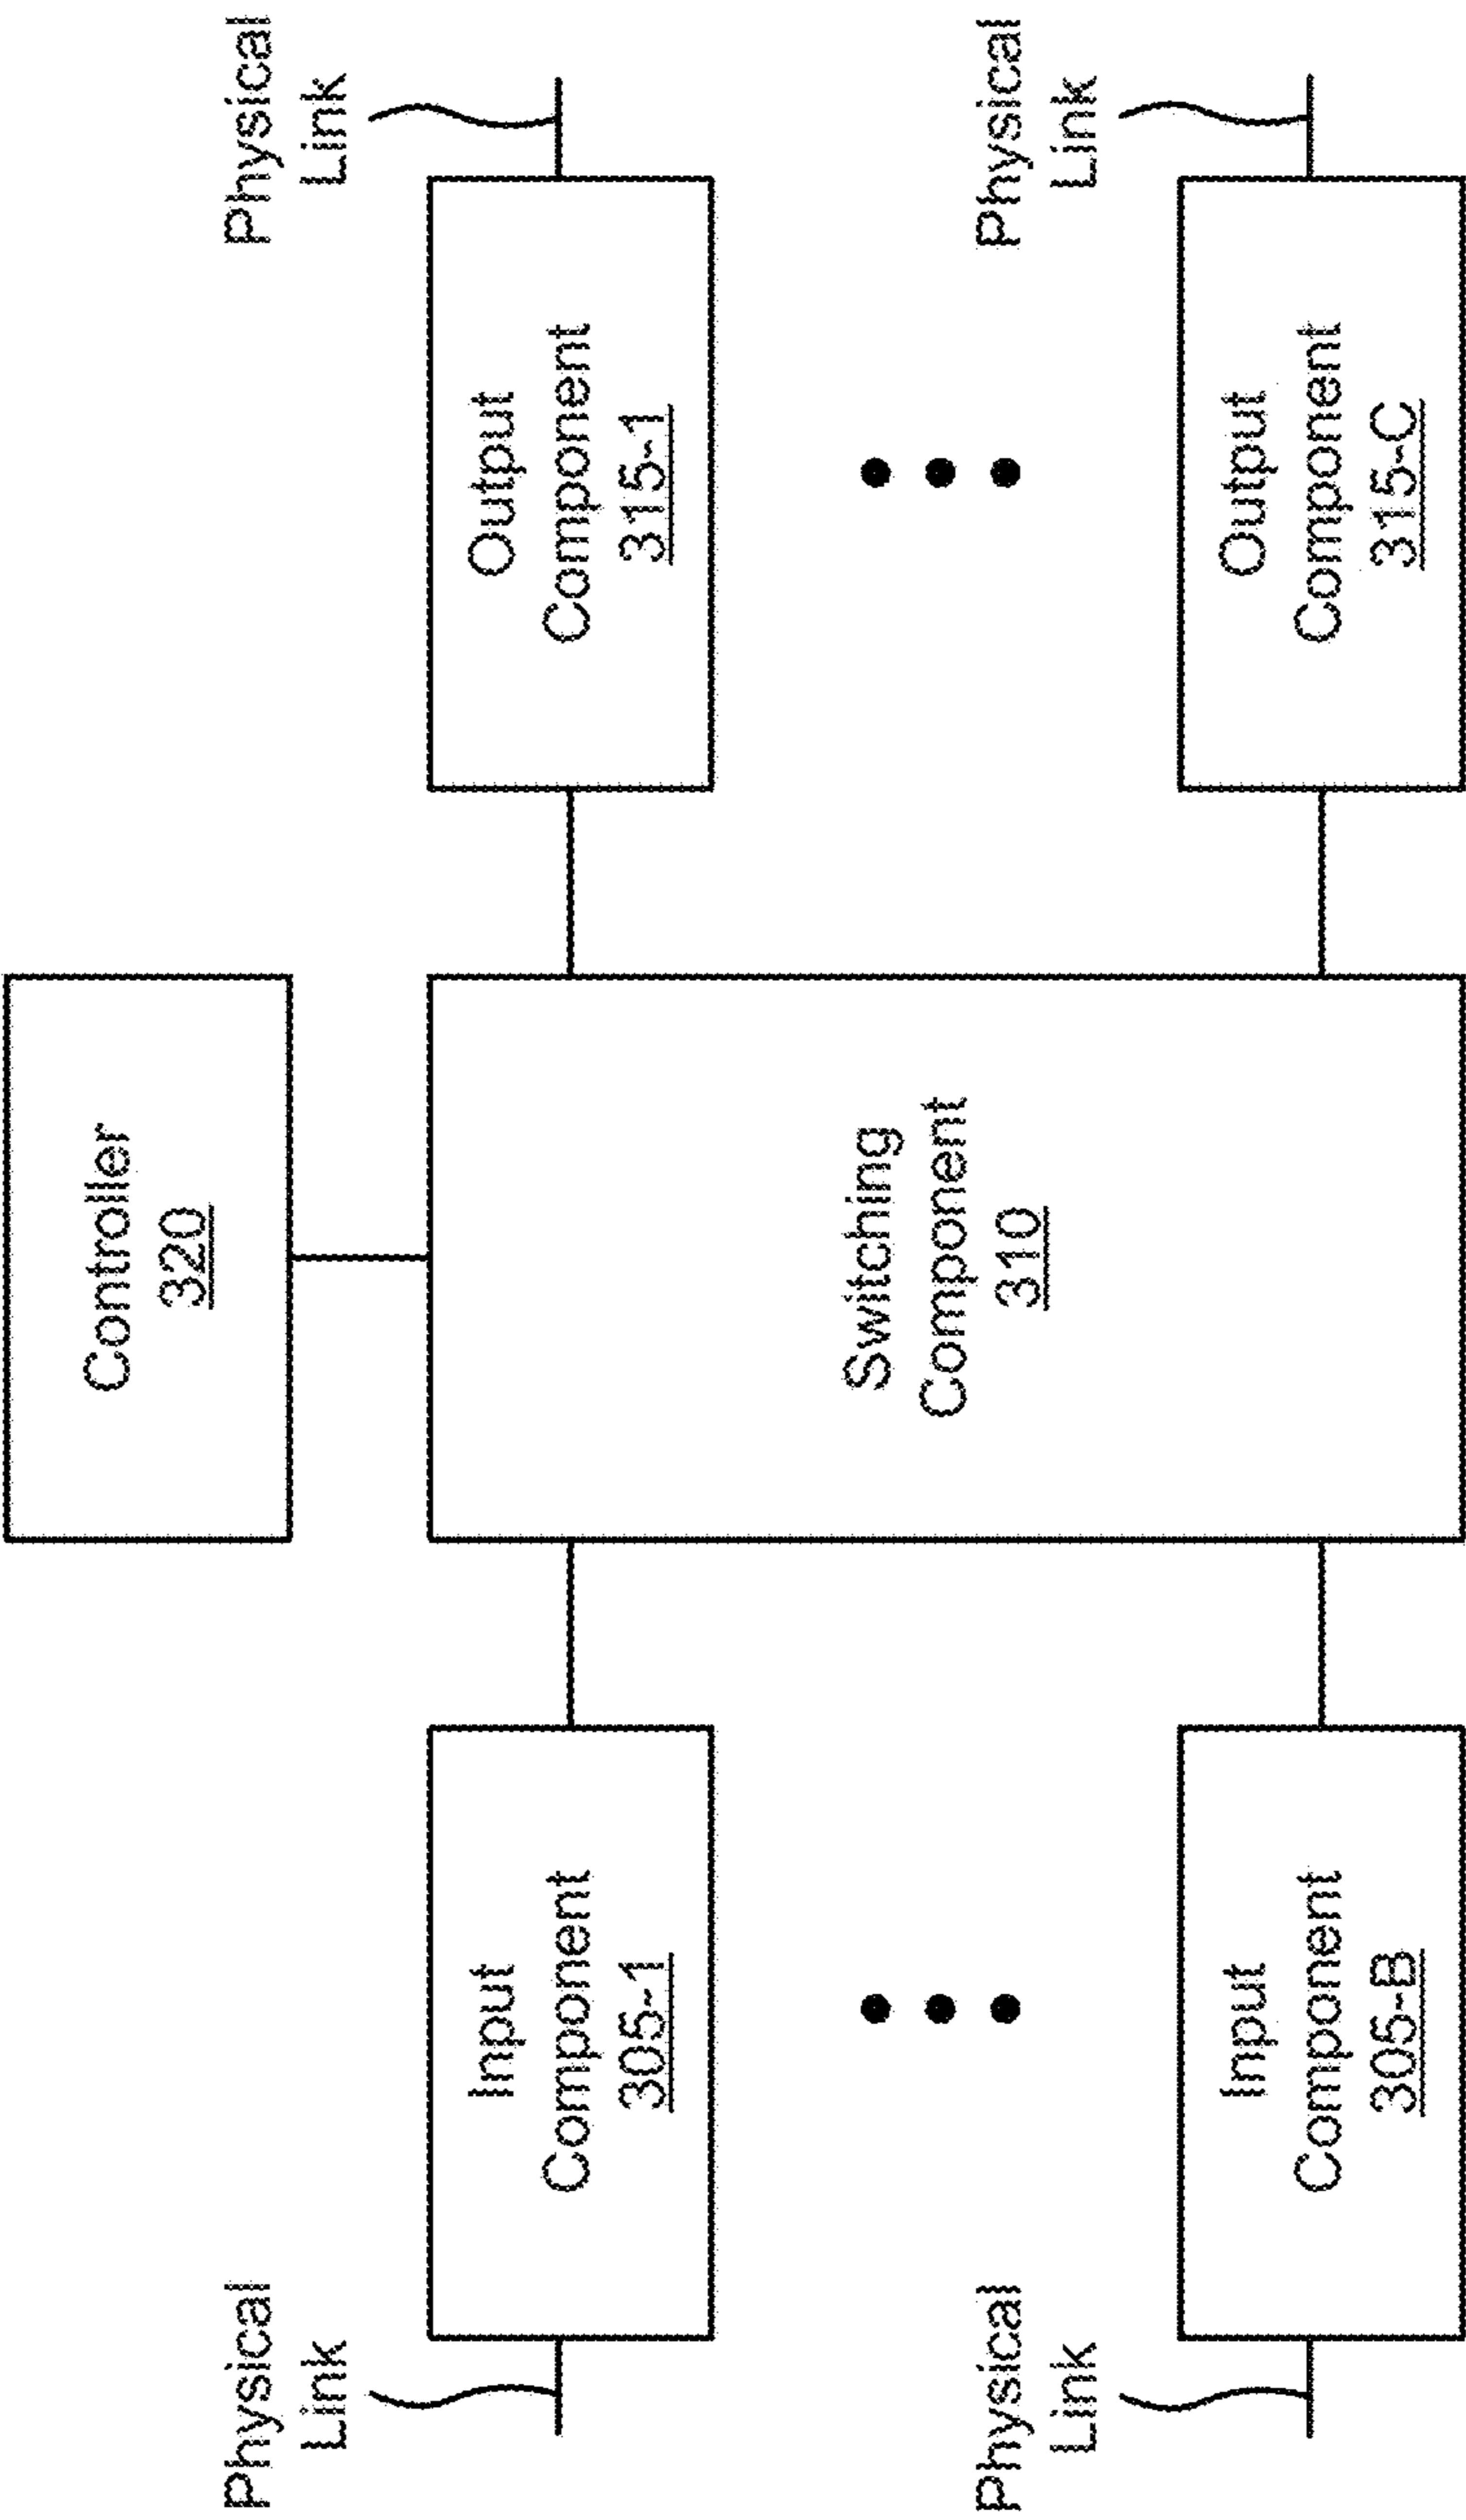 Controller
320
Physical
Link
Physical
Link
Input
Component
305-1
Switching
Component
310
Output
Component
315-1
Physical
Link
Physical
Link
Input
Component
305-B
Output
Component
315-C